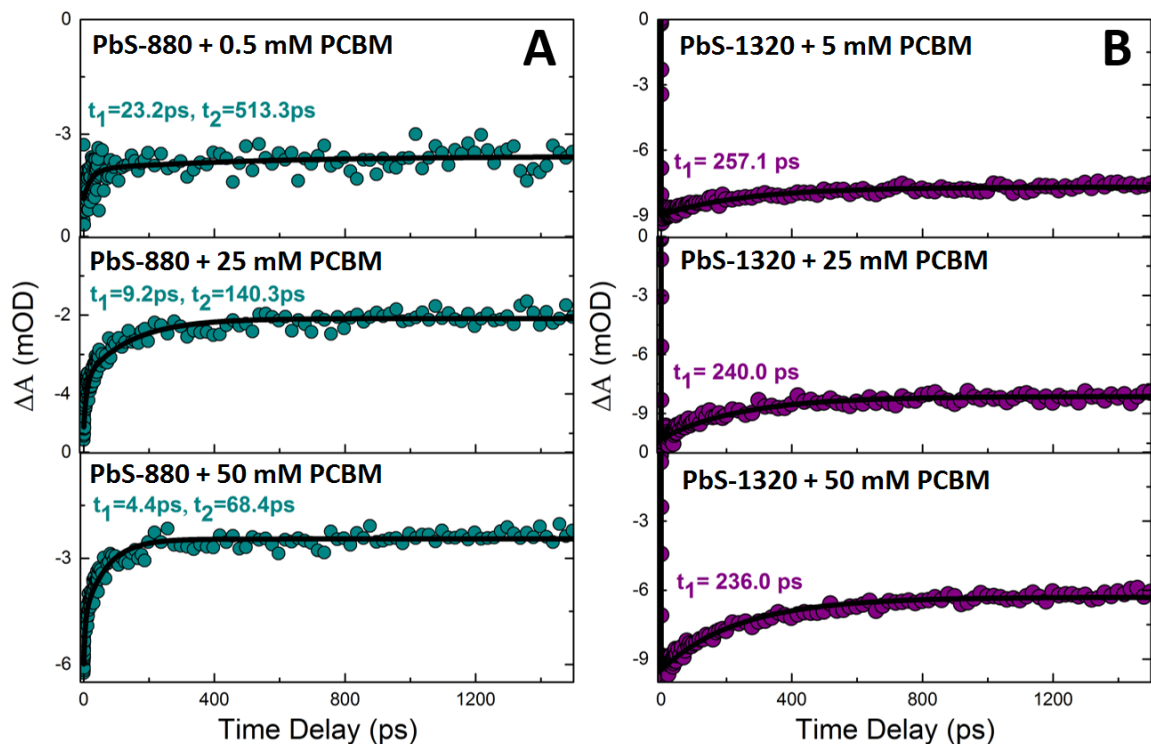 A
PbS-880 + 0.5 mM PCBM
t1=23.2ps, t2=513.3ps
0
-3
0
PbS-880 + 25 mM PCBM
t1=9.2ps, t2=140.3ps
-2
-4
0
PbS-880 + 50 mM PCBM
t1=4.4ps, t2=68.4ps
-3
-6
ΔA (mOD)
0
400
800
1200
Time Delay (ps)
B
PbS-1320 + 5 mM PCBM
t1= 257.1 ps
0
-3
-6
-9
0
PbS-1320 + 25 mM PCBM
t1= 240.0 ps
-3
-6
-9
0
PbS-1320 + 50 mM PCBM
t1= 236.0 ps
-3
-6
-9
ΔA (mOD)
0
400
800
1200
Time Delay (ps)